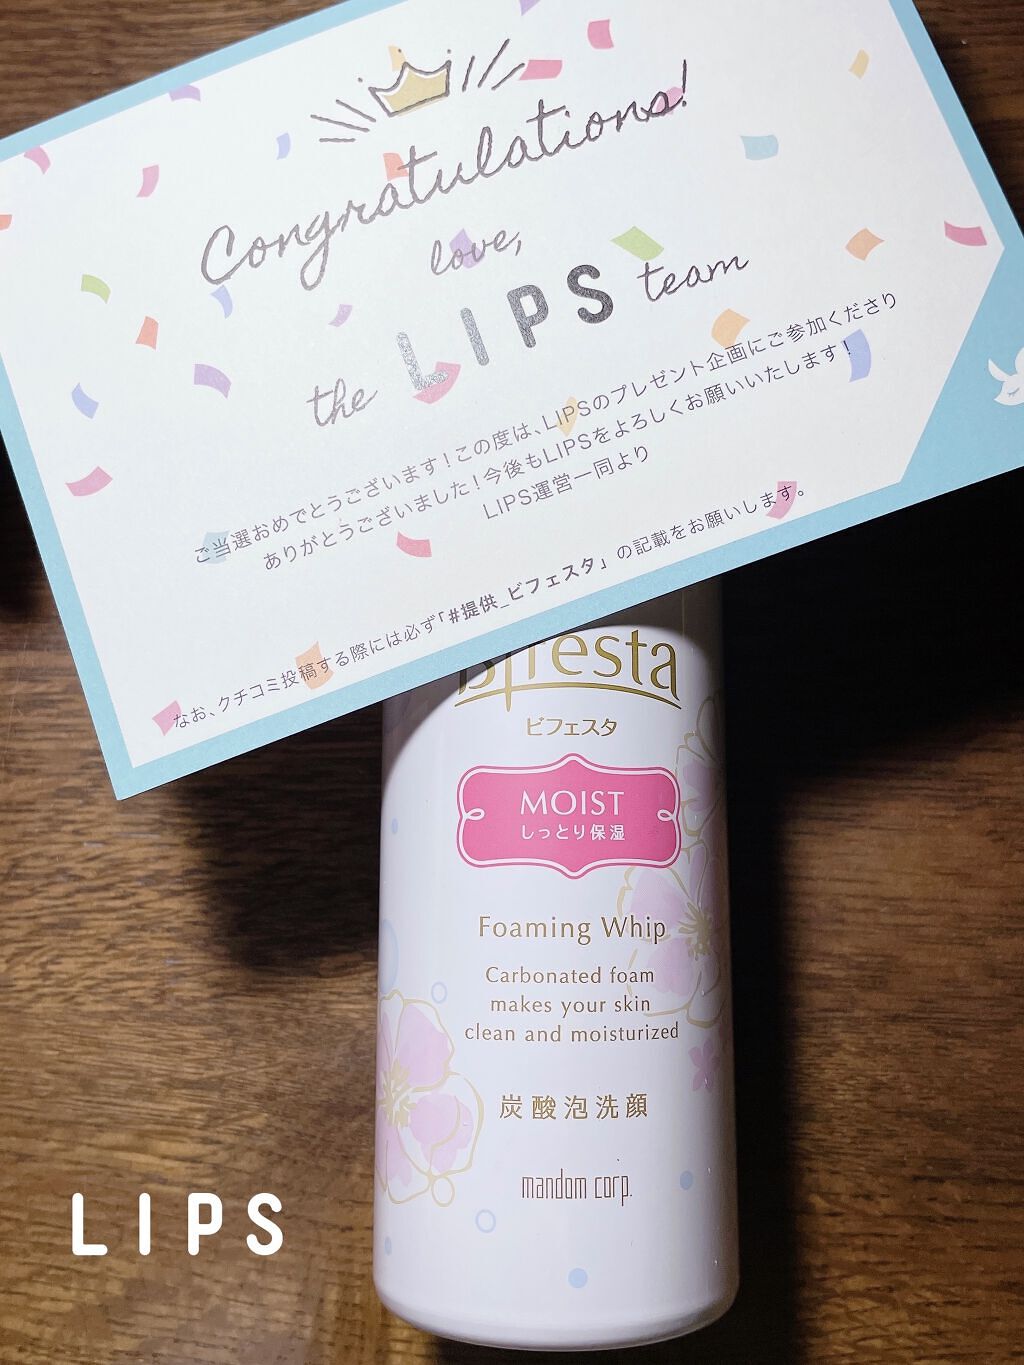 Congratulations!
love,
the LIPS team
ご当選おめでとうございます！この度は、LIPSのプレゼント企画にご参加くださり
ありがとうございました！今後もLIPSをよろしくお願いいたします！
LIPS運営一同より
なお、クチコミ投稿する際には必ず「#提供_ビフェスタ」の記載をお願いします。
Bifesta
ビフェスタ
MOIST
しっとり保湿
Foaming Whip
Carbonated foam
makes your skin
clean and moisturized
炭酸泡洗顔
mandom corp.
LIPS